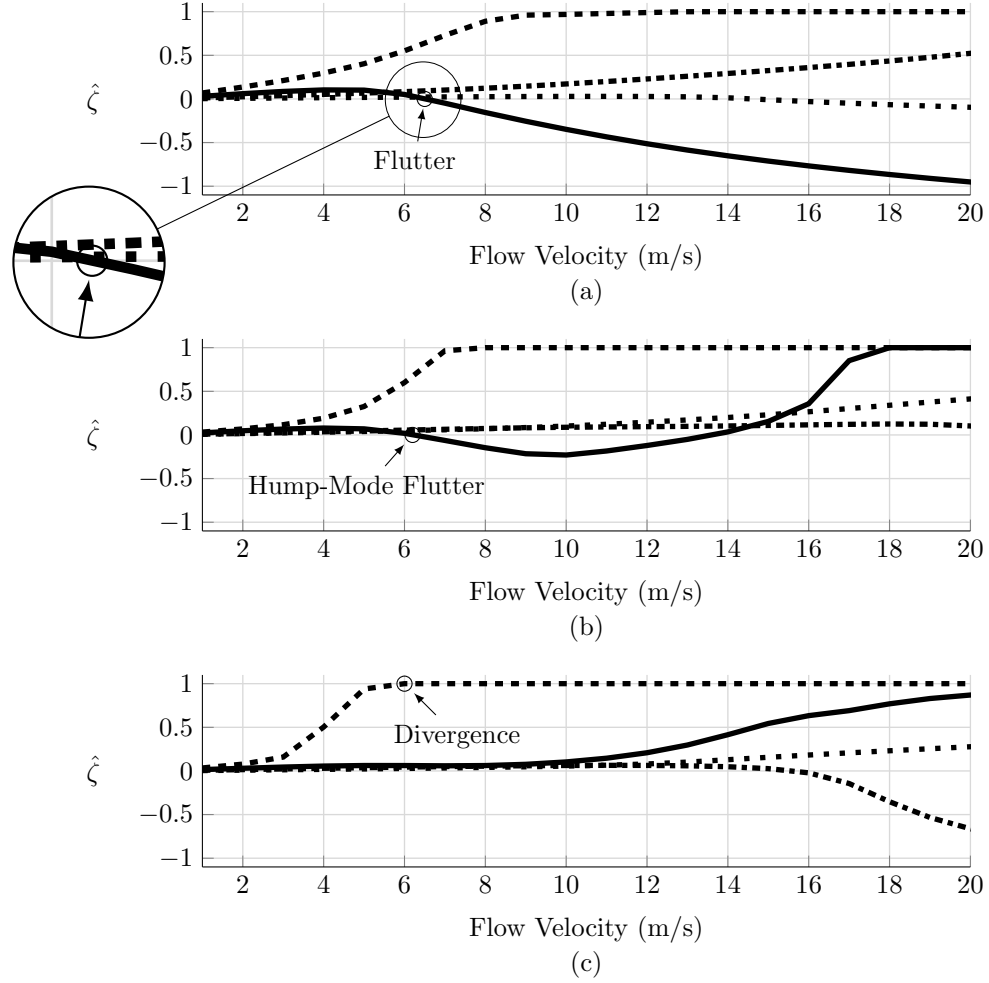 1
0.5
ζ̂
0
−0.5
Flutter
−1
2 4 6 8 10 12 14 16 18 20
Flow Velocity (m/s)
(a)
1
0.5
ζ̂
0
−0.5
Hump-Mode Flutter
−1
2 4 6 8 10 12 14 16 18 20
Flow Velocity (m/s)
(b)
1
0.5
Divergence
ζ̂
0
−0.5
−1
2 4 6 8 10 12 14 16 18 20
Flow Velocity (m/s)
(c)